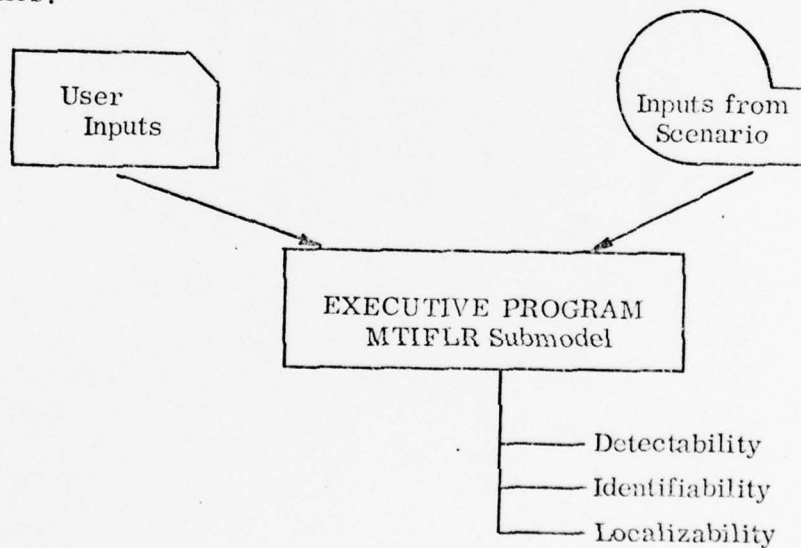 User
Inputs
Inputs from
Scenario
EXECUTIVE PROGRAM
MTIFLR Submodel
Detectability
Identifiability
Localizability